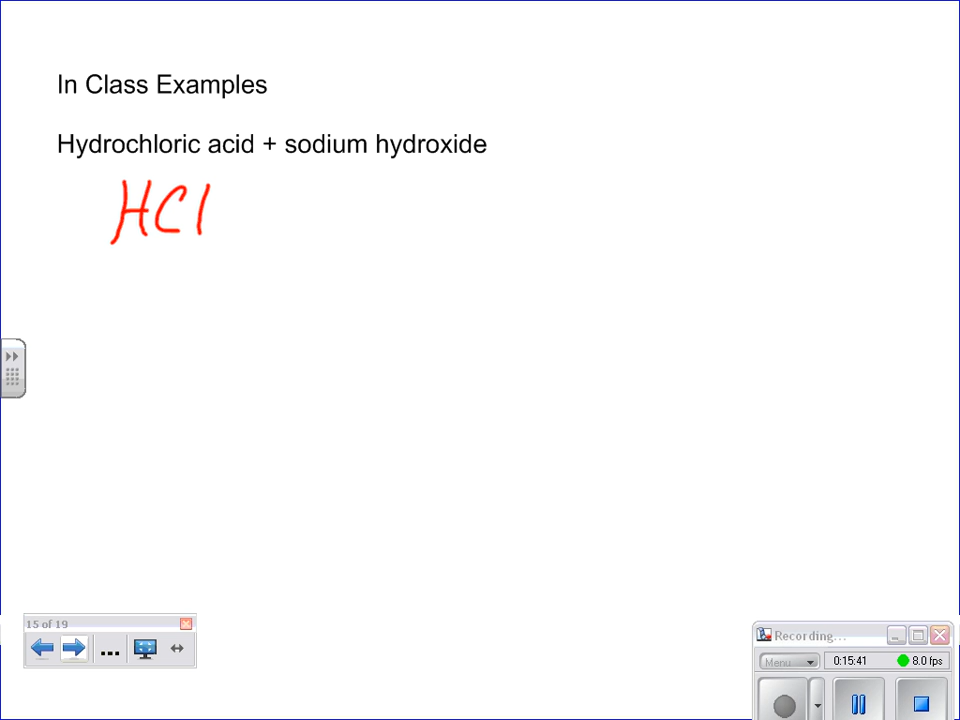 In Class Examples
Hydrochloric acid + sodium hydroxide
HCl
15 of 19
...
Recording...
Menu
0:15:41
8.0 fps